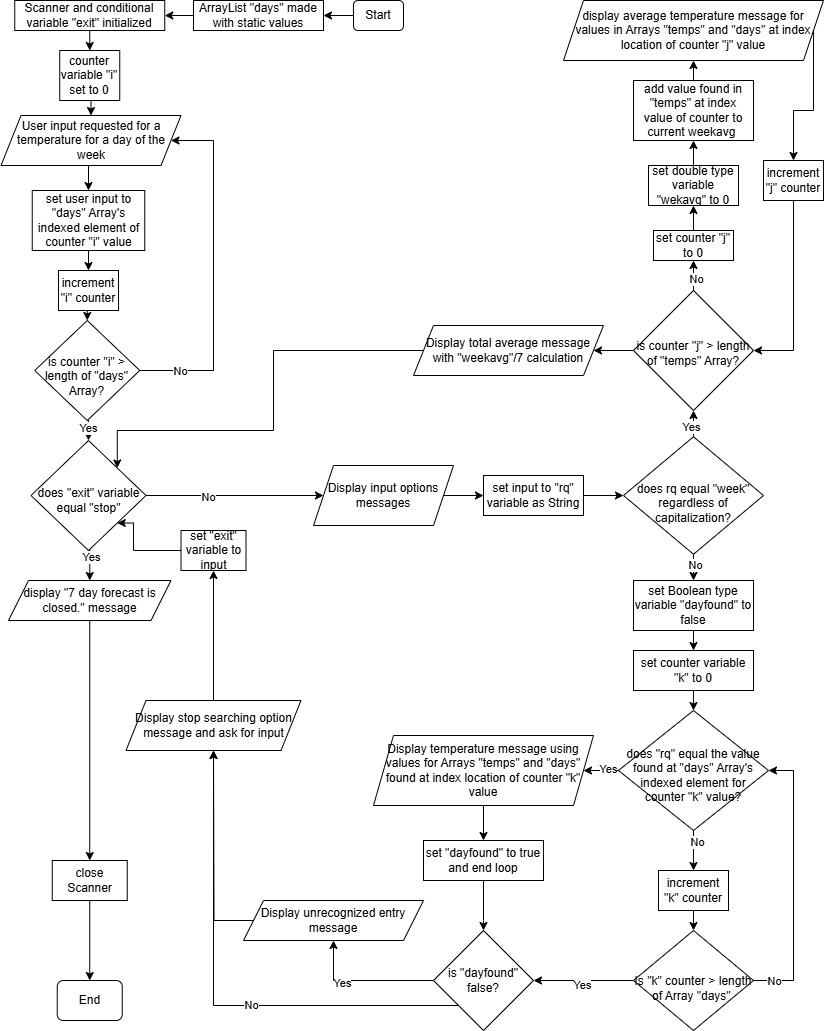 Start
ArrayList "days" made
with static values
Scanner and conditional
variable "exit" initialized
counter
variable "i"
set to 0
User input requested for a
temperature for a day of the
week
set user input to
"days" Array's
indexed element of
counter "i" value
increment
"i" counter
is counter "i" >
length of "days"
Array?
No
Yes
does "exit" variable
equal "stop"
Yes
display "7 day forecast is
closed." message
close
Scanner
End
No
Display input options
messages
set input to "rq"
variable as String
does rq equal "week"
regardless of
capitalization?
Yes
is counter "j" > length
of "temps" Array?
No
set counter "j"
to 0
set double type
variable
"wekavg" to 0
add value found in
"temps" at index
value of counter to
current weekavg
display average temperature message for
values in Arrays "temps" and "days" at index
location of counter "j" value
increment
"j" counter
Display total average message
with "weekavg"/7 calculation
No
set Boolean type
variable "dayfound" to
false
set counter variable
"k" to 0
does "rq" equal the value
found at "days" Array's
indexed element for
counter "k" value?
Yes
Display temperature message using
values for Arrays "temps" and "days"
found at index location of counter "k"
value
set "dayfound" to true
and end loop
No
increment
"k" counter
is "k" counter > length
of Array "days"
No
Yes
is "dayfound"
false?
Yes
Display unrecognized entry
message
No
Display stop searching option
message and ask for input
set "exit"
variable to
input